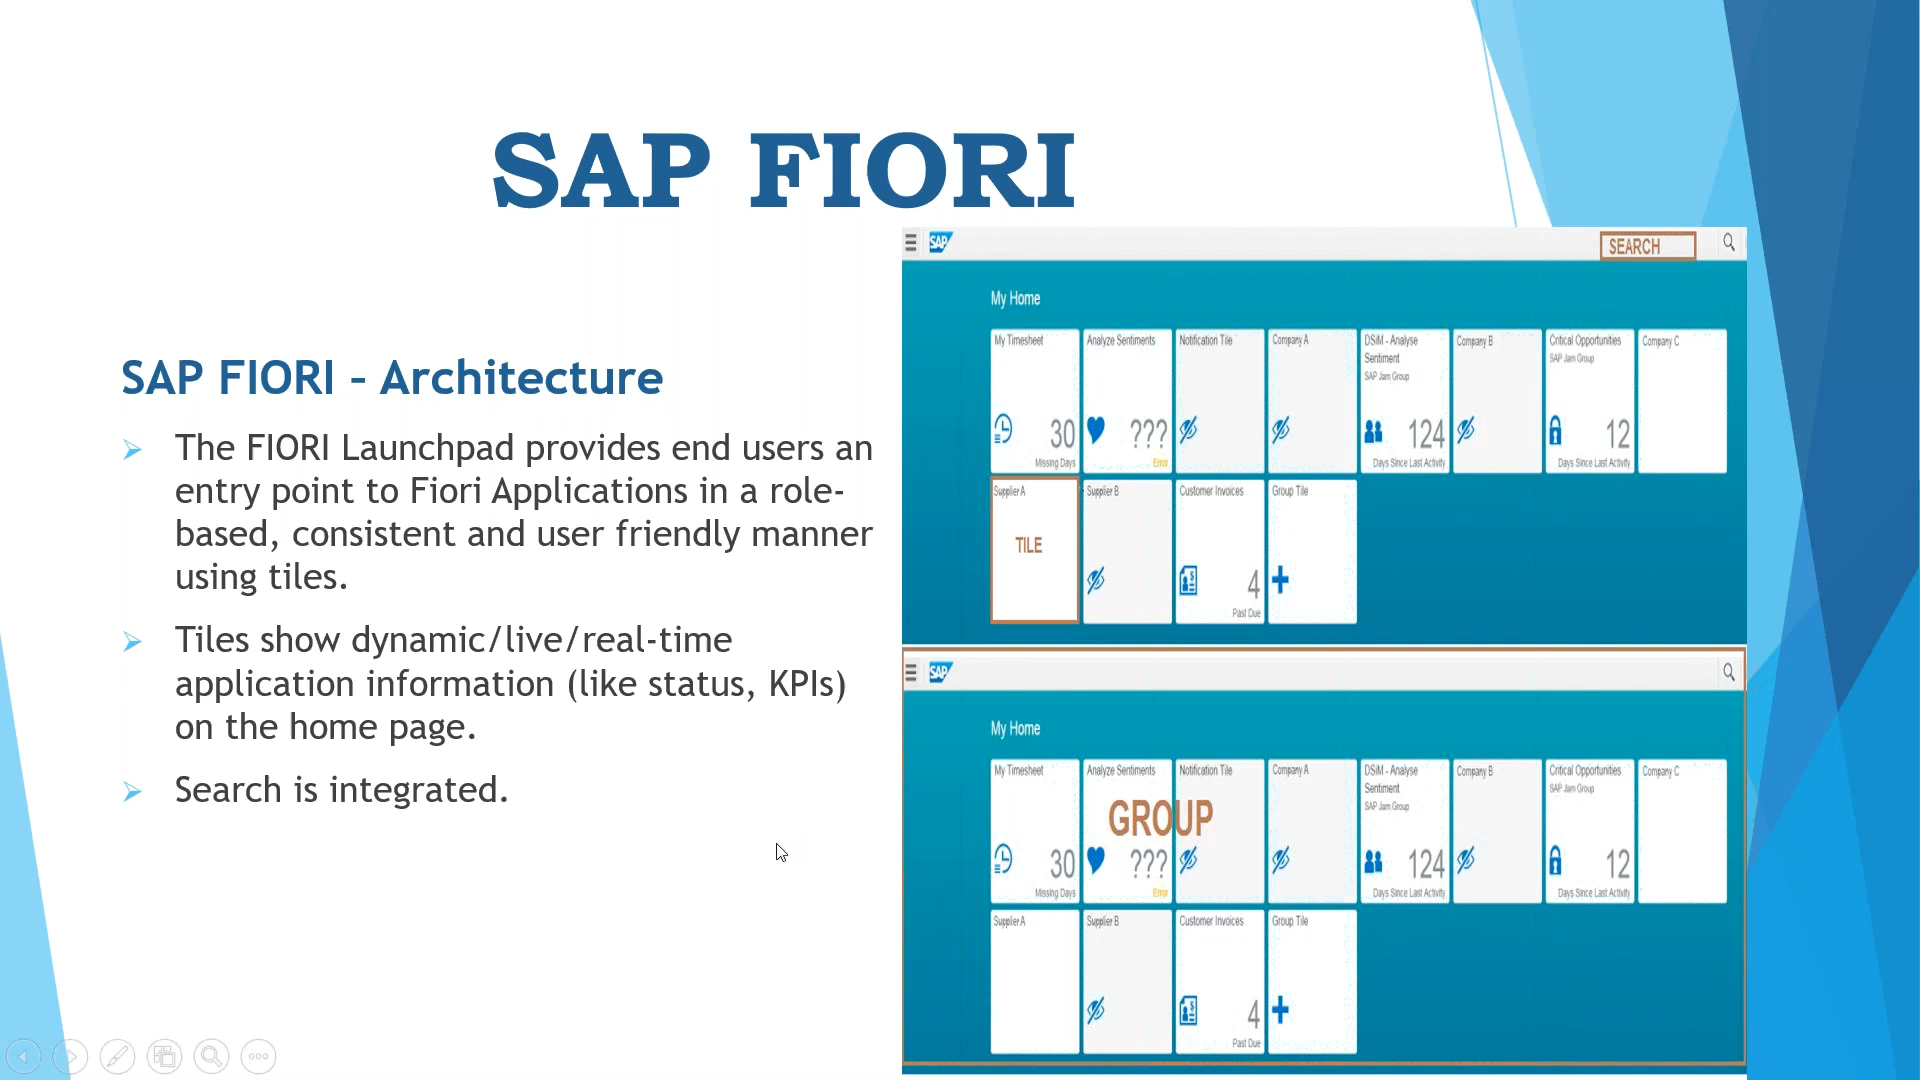 SAP FIORI
SAP FIORI – Architecture
The FIORI Launchpad provides end users an
entry point to Fiori Applications in a role-
based, consistent and user friendly manner
using tiles.
Tiles show dynamic/live/real-time
application information (like status, KPIs)
on the home page.
Search is integrated.
SAP
SEARCH
My Home
My Timesheet
30
Missing Days
Analyze Sentiments
???
Error
Notification Tile
Company A
DSiM - Analyse
Sentiment
SAP Jam Group
124
Days Since Last Activity
Company B
Critical Opportunities
SAP Jam Group
12
Days Since Last Activity
Company C
Supplier A
TILE
Supplier B
Customer Invoices
4
Past Due
Group Tile
SAP
My Home
My Timesheet
30
Missing Days
Analyze Sentiments
???
Error
Notification Tile
GROUP
Company A
DSiM - Analyse
Sentiment
SAP Jam Group
124
Days Since Last Activity
Company B
Critical Opportunities
SAP Jam Group
12
Days Since Last Activity
Company C
Supplier A
Supplier B
Customer Invoices
4
Past Due
Group Tile